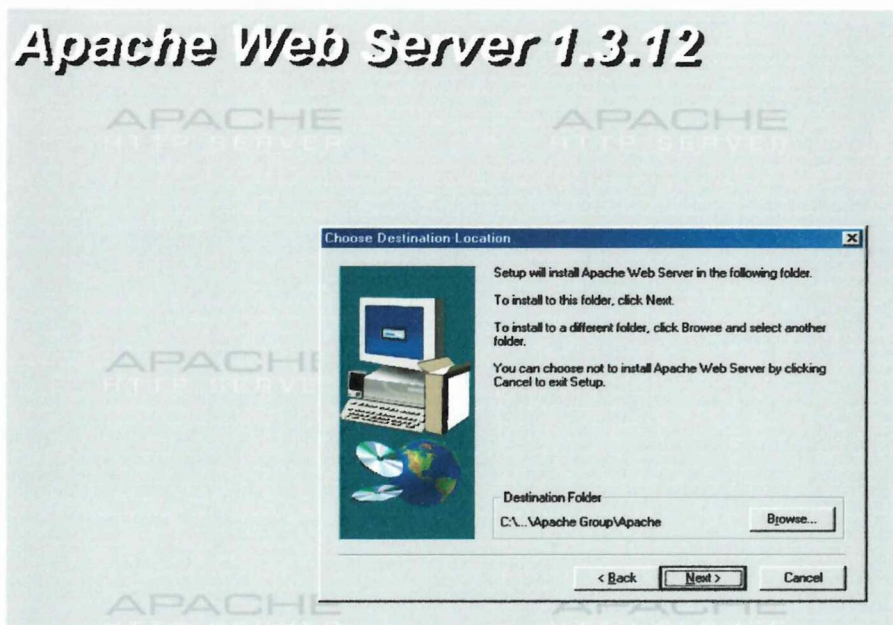 Apache Web Server 1.3.12
APACHE APACHE
HTTP SERVER HTTP SERVER
Choose Destination Location
Setup will install Apache Web Server in the following folder.
To install to this folder, click Next.
To install to a different folder, click Browse and select another
folder.
You can choose not to install Apache Web Server by clicking
Cancel to exit Setup.
APACHE
HTTP SERVE
Destination Folder
C:\...\Apache Group\Apache
Browse...
< Back Next > Cancel
APACHE APACHE